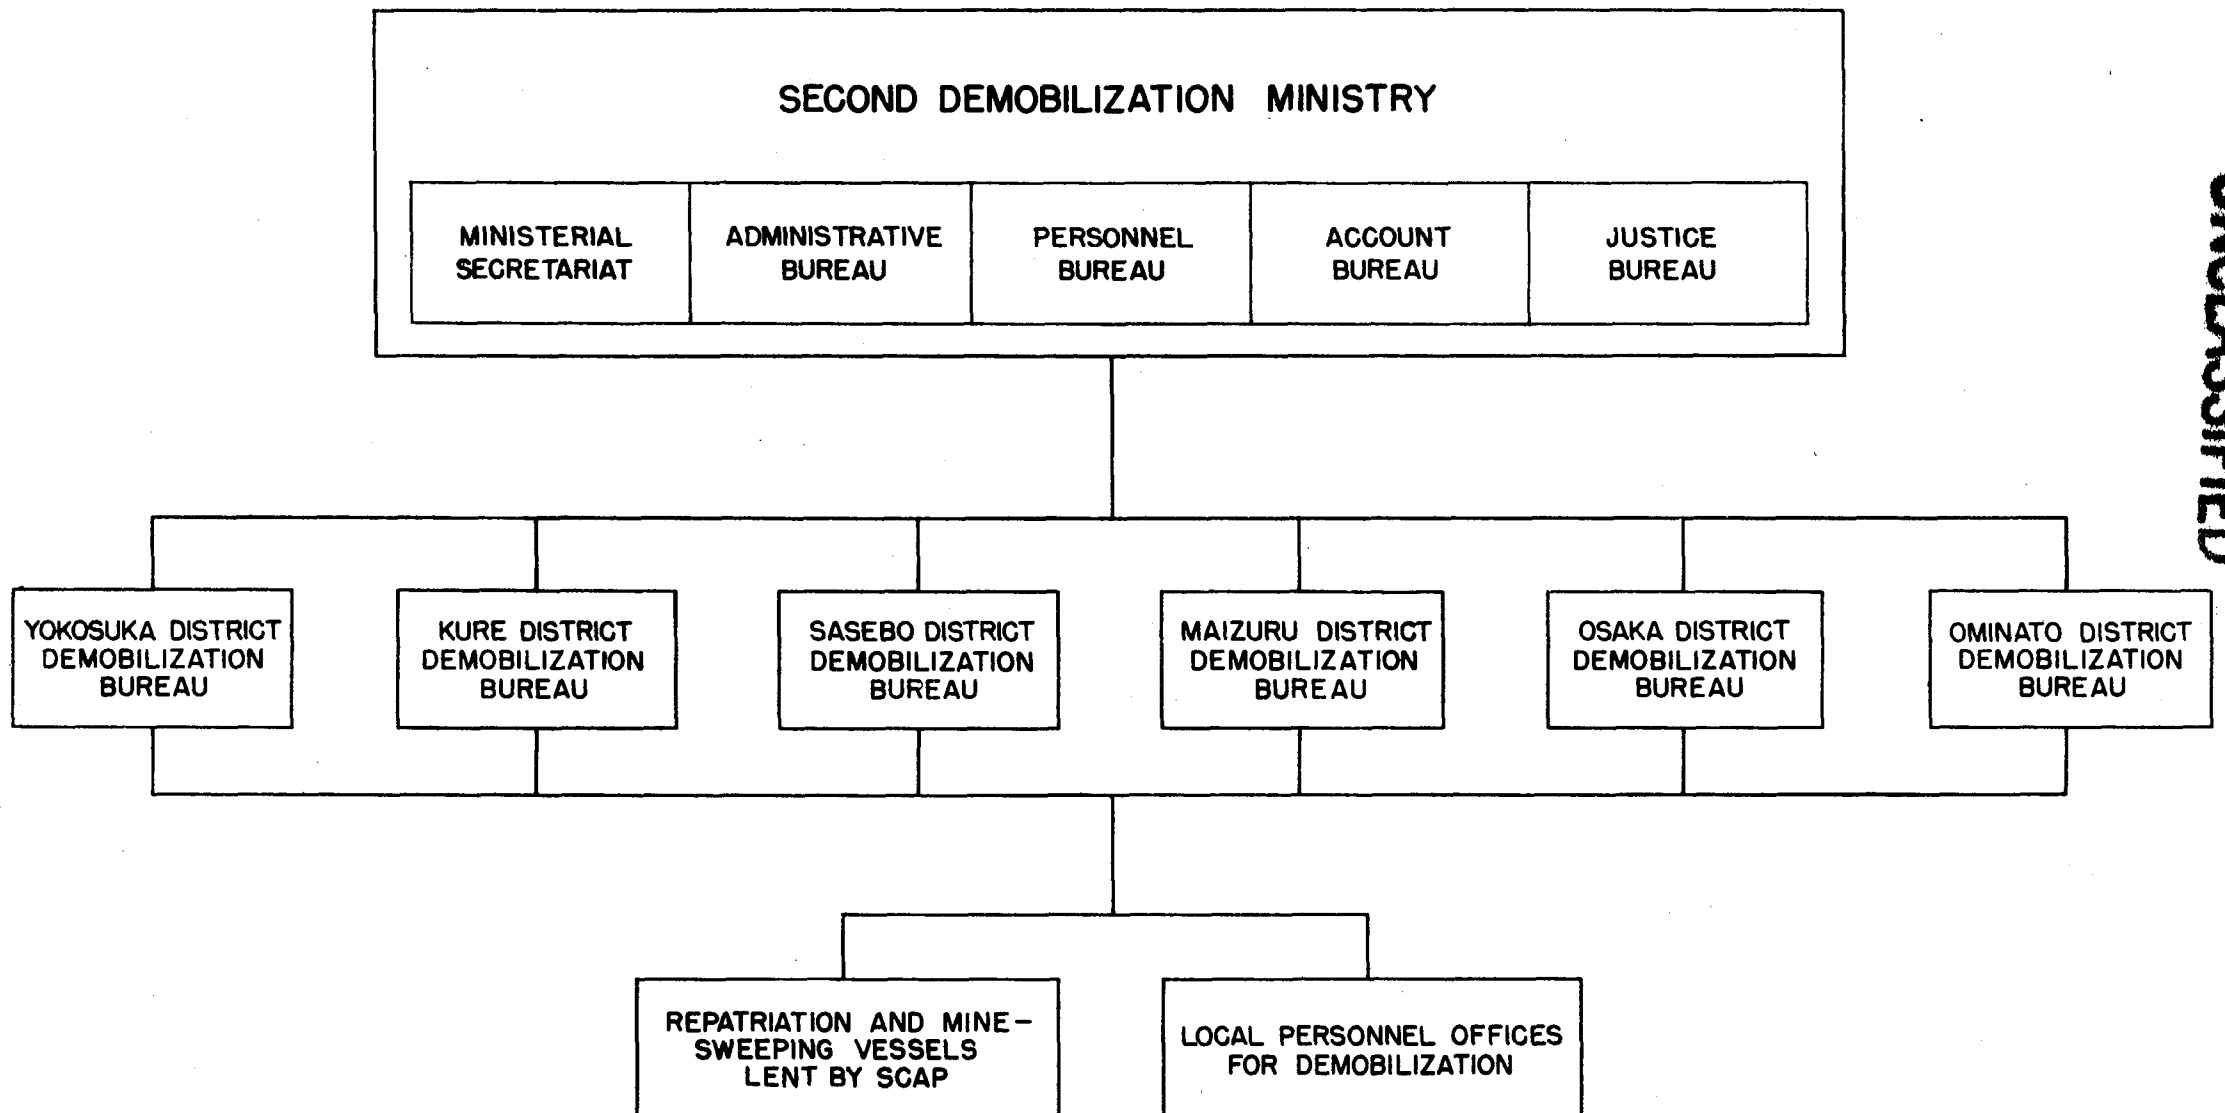 SECOND DEMOBILIZATION MINISTRY
MINISTERIAL
SECRETARIAT
ADMINISTRATIVE
BUREAU
PERSONNEL
BUREAU
ACCOUNT
BUREAU
JUSTICE
BUREAU
UNCLASSIFIED
YOKOSUKA DISTRICT
DEMOBILIZATION
BUREAU
KURE DISTRICT
DEMOBILIZATION
BUREAU
SASEBO DISTRICT
DEMOBILIZATION
BUREAU
MAIZURU DISTRICT
DEMOBILIZATION
BUREAU
OSAKA DISTRICT
DEMOBILIZATION
BUREAU
OMINATO DISTRICT
DEMOBILIZATION
BUREAU
REPATRIATION AND MINE-
SWEEPING VESSELS
LENT BY SCAP
LOCAL PERSONNEL OFFICES
FOR DEMOBILIZATION